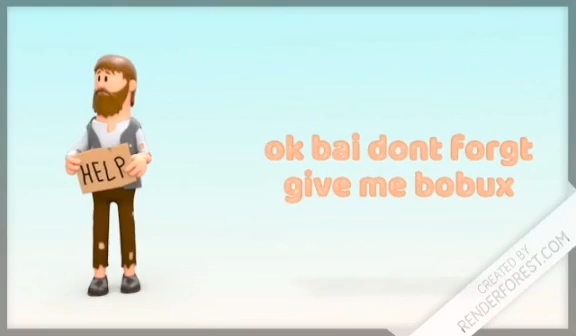 HELP
ok bai dont forgt
give me bobux
CREATED BY
RENDERFOREST.COM